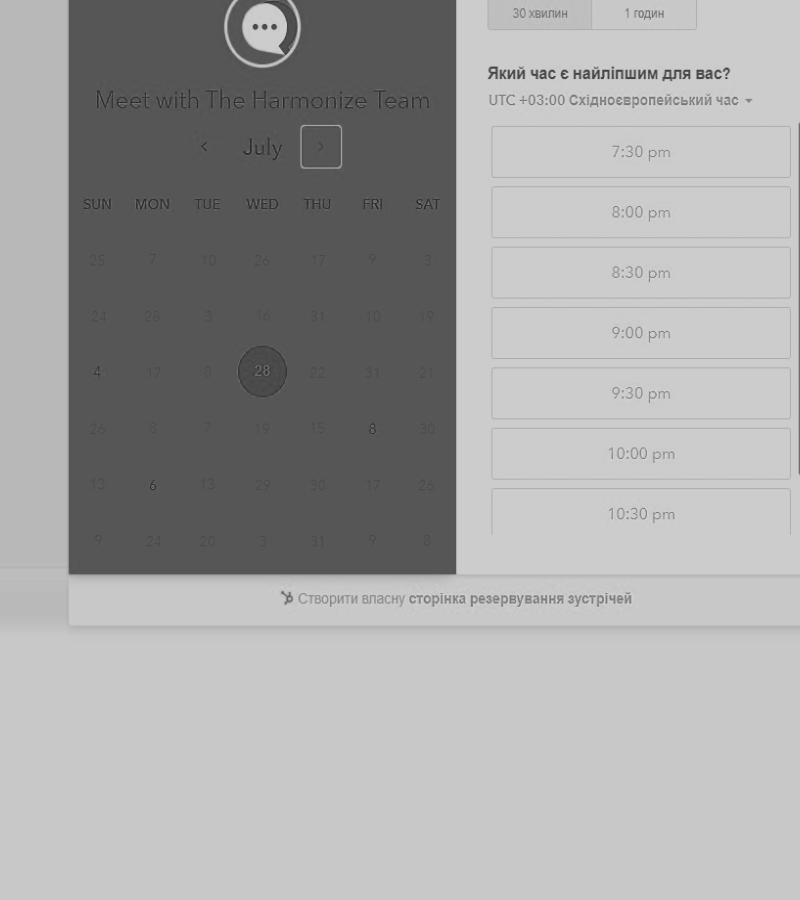 30 хвилин 1 годин
Meet with The Harmonize Team
July
SUN MON TUE WED THU FRI SAT
25 7 10 26 17 9 3
24 28 3 16 31 10 19
4 17 8 28 22 31 21
26 8 7 19 15 8 30
13 6 13 29 30 17 26
9 24 20 3 31 9 8
Який час є найліпшим для вас?
UTC +03:00 Східноєвропейський час
7:30 pm
8:00 pm
8:30 pm
9:00 pm
9:30 pm
10:00 pm
10:30 pm
Створити власну сторінка резервування зустрічей